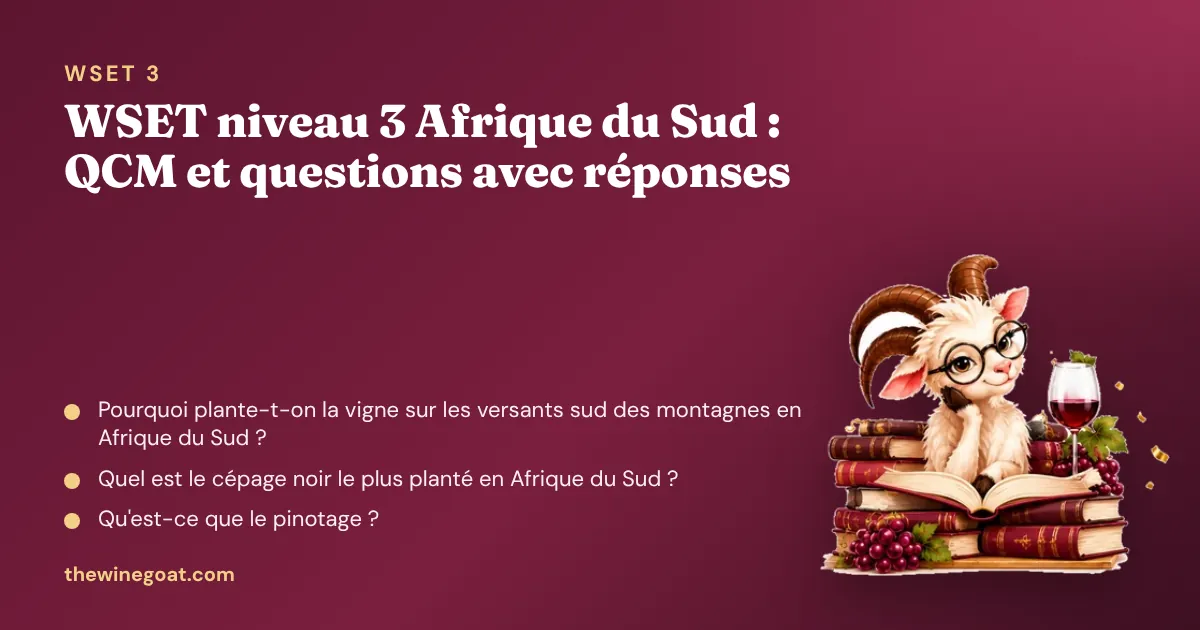 WSET 3
WSET niveau 3 Afrique du Sud :
QCM et questions avec réponses
Pourquoi plante-t-on la vigne sur les versants sud des montagnes en
Afrique du Sud ?
Quel est le cépage noir le plus planté en Afrique du Sud ?
Qu'est-ce que le pinotage ?
thewinegoat.com